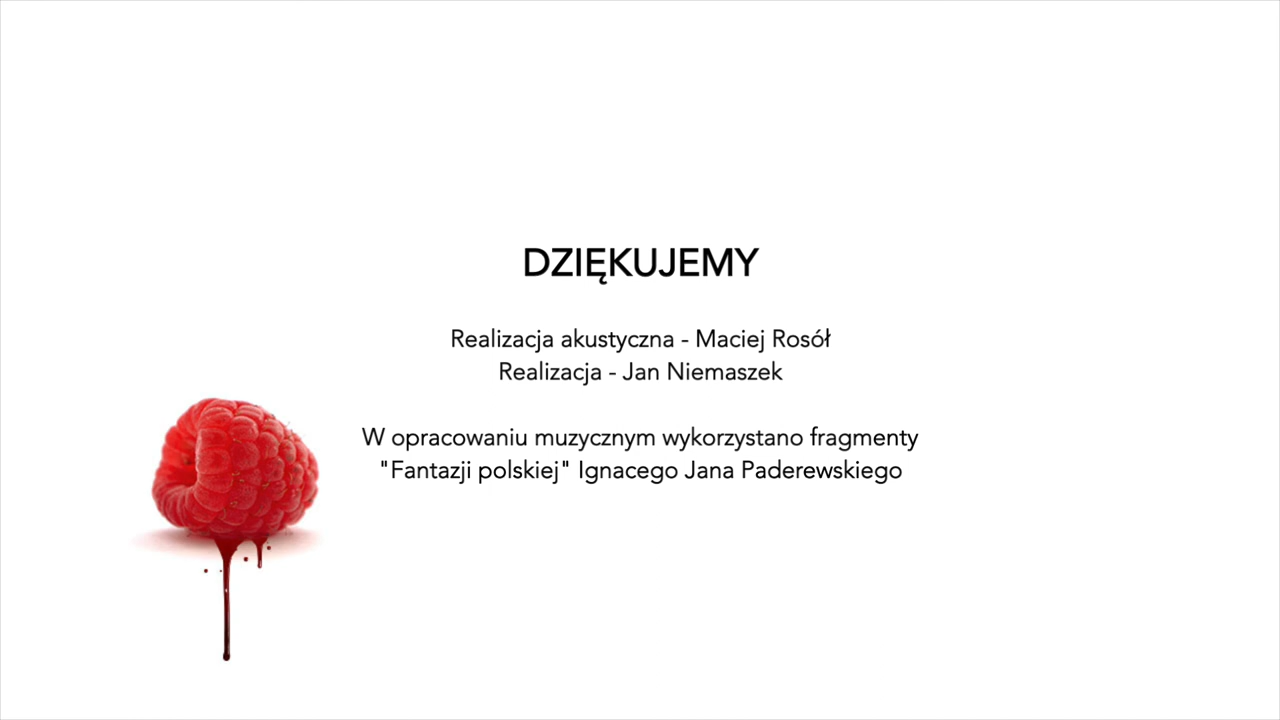 DZIĘKUJEMY
Realizacja akustyczna - Maciej Rosół
Realizacja - Jan Niemaszek
W opracowaniu muzycznym wykorzystano fragmenty
"Fantazji polskiej" Ignacego Jana Paderewskiego